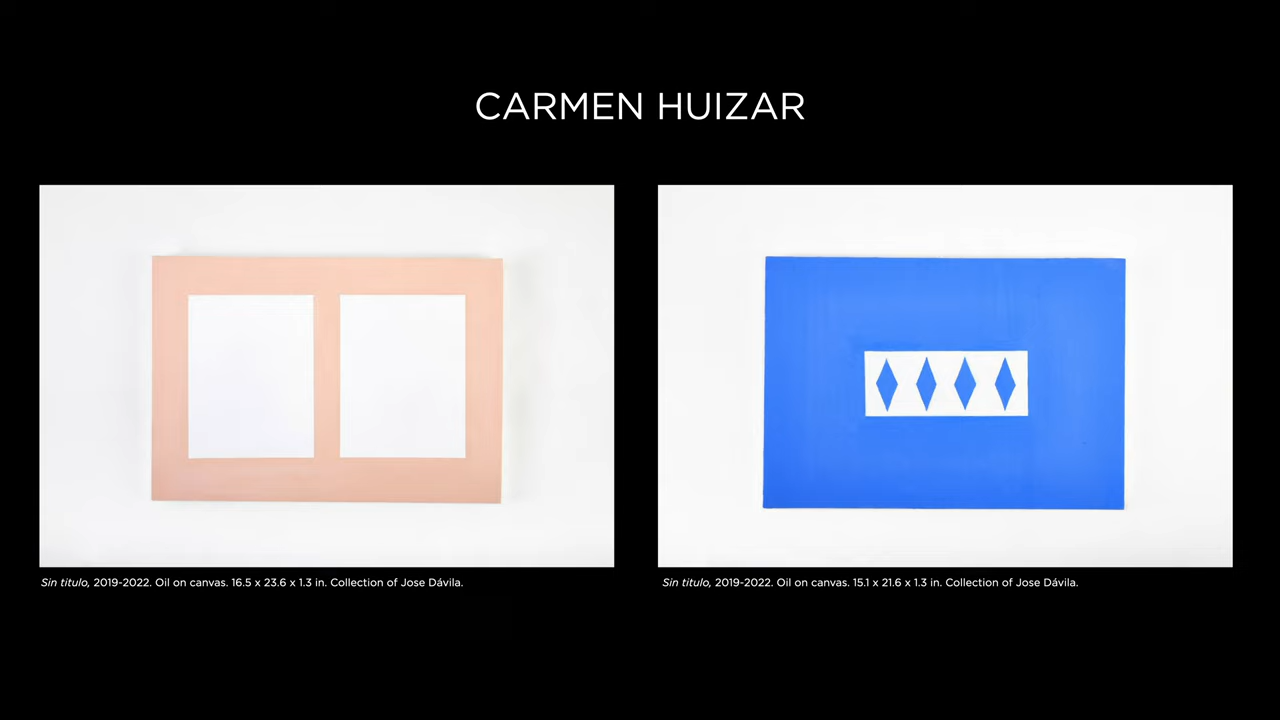 CARMEN HUIZAR
Sin titulo, 2019-2022. Oil on canvas. 16.5 x 23.6 x 1.3 in. Collection of Jose Dávila.
Sin titulo, 2019-2022. Oil on canvas. 15.1 x 21.6 x 1.3 in. Collection of Jose Dávila.